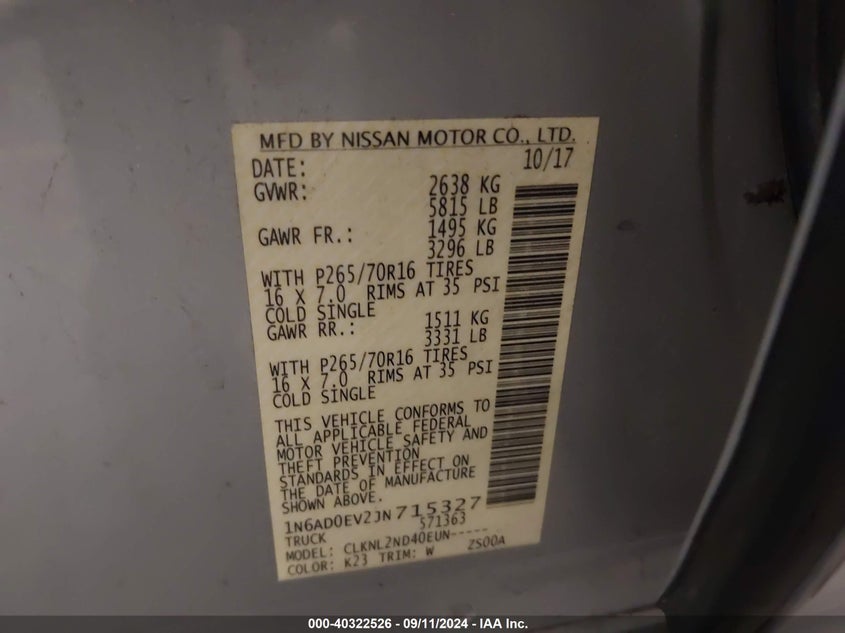 MFD BY NISSAN MOTOR CO., LTD.
DATE: 10/17
GVWR: 2638 KG
5815 LB
GAWR FR.: 1495 KG
3296 LB
WITH P265/70R16 TIRES
16 X 7.0 RIMS AT 35 PSI
COLD SINGLE
GAWR RR.: 1511 KG
3331 LB
WITH P265/70R16 TIRES
16 X 7.0 RIMS AT 35 PSI
COLD SINGLE
THIS VEHICLE CONFORMS TO
ALL APPLICABLE FEDERAL
MOTOR VEHICLE SAFETY AND
THEFT PREVENTION
STANDARDS IN EFFECT ON
THE DATE OF MANUFACTURE
SHOWN ABOVE.
1N6AD0EV2JN715327
TRUCK 571363
MODEL: CLKNL2ND40EUN-----
COLOR: K23 TRIM: W ZS00A
000-40322526 - 09/11/2024 - IAA Inc.